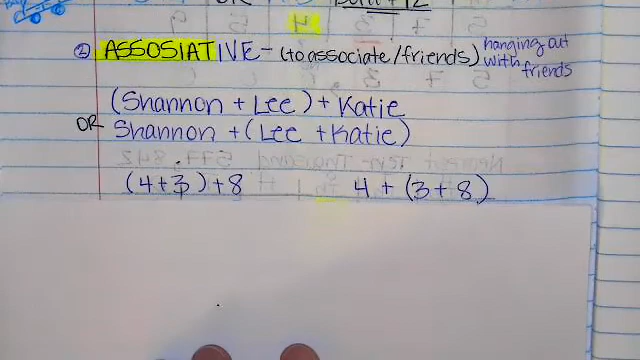 ② ASSOSIATIVE - (to associate/friends) hanging out with friends
(Shannon + Lee) + Katie
OR Shannon + (Lee + Katie)
(4+3)+8 4 + (3+8)